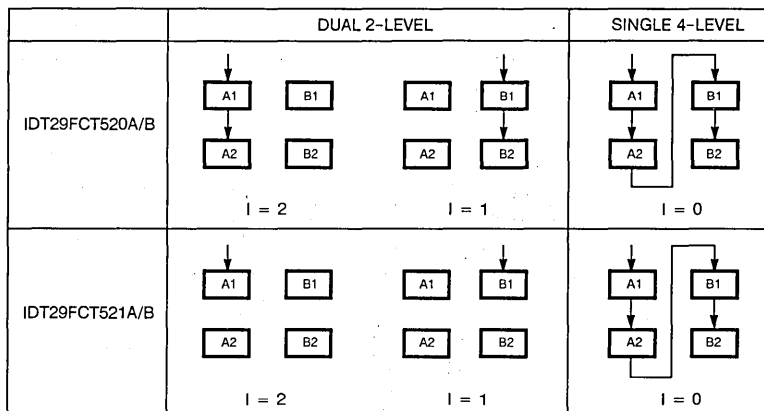 DUAL 2-LEVEL SINGLE 4-LEVEL
IDT29FCT520A/B
A1 B1 A1 B1 A1 B1
A2 B2 A2 B2 A2 B2
I = 2 I = 1 I = 0
IDT29FCT521A/B
A1 B1 A1 B1 A1 B1
A2 B2 A2 B2 A2 B2
I = 2 I = 1 I = 0